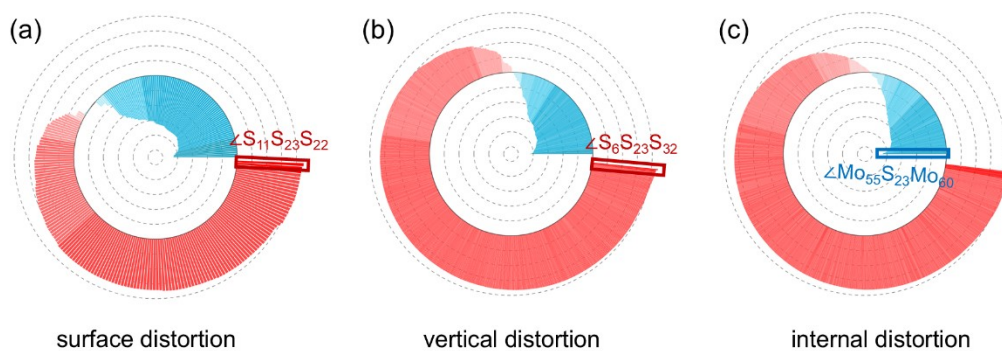 (a)
∠S₁₁S₂₃S₂₂
surface distortion
(b)
∠S₆S₂₃S₃₂
vertical distortion
(c)
∠Mo₅₅S₂₃Mo₆₀
internal distortion